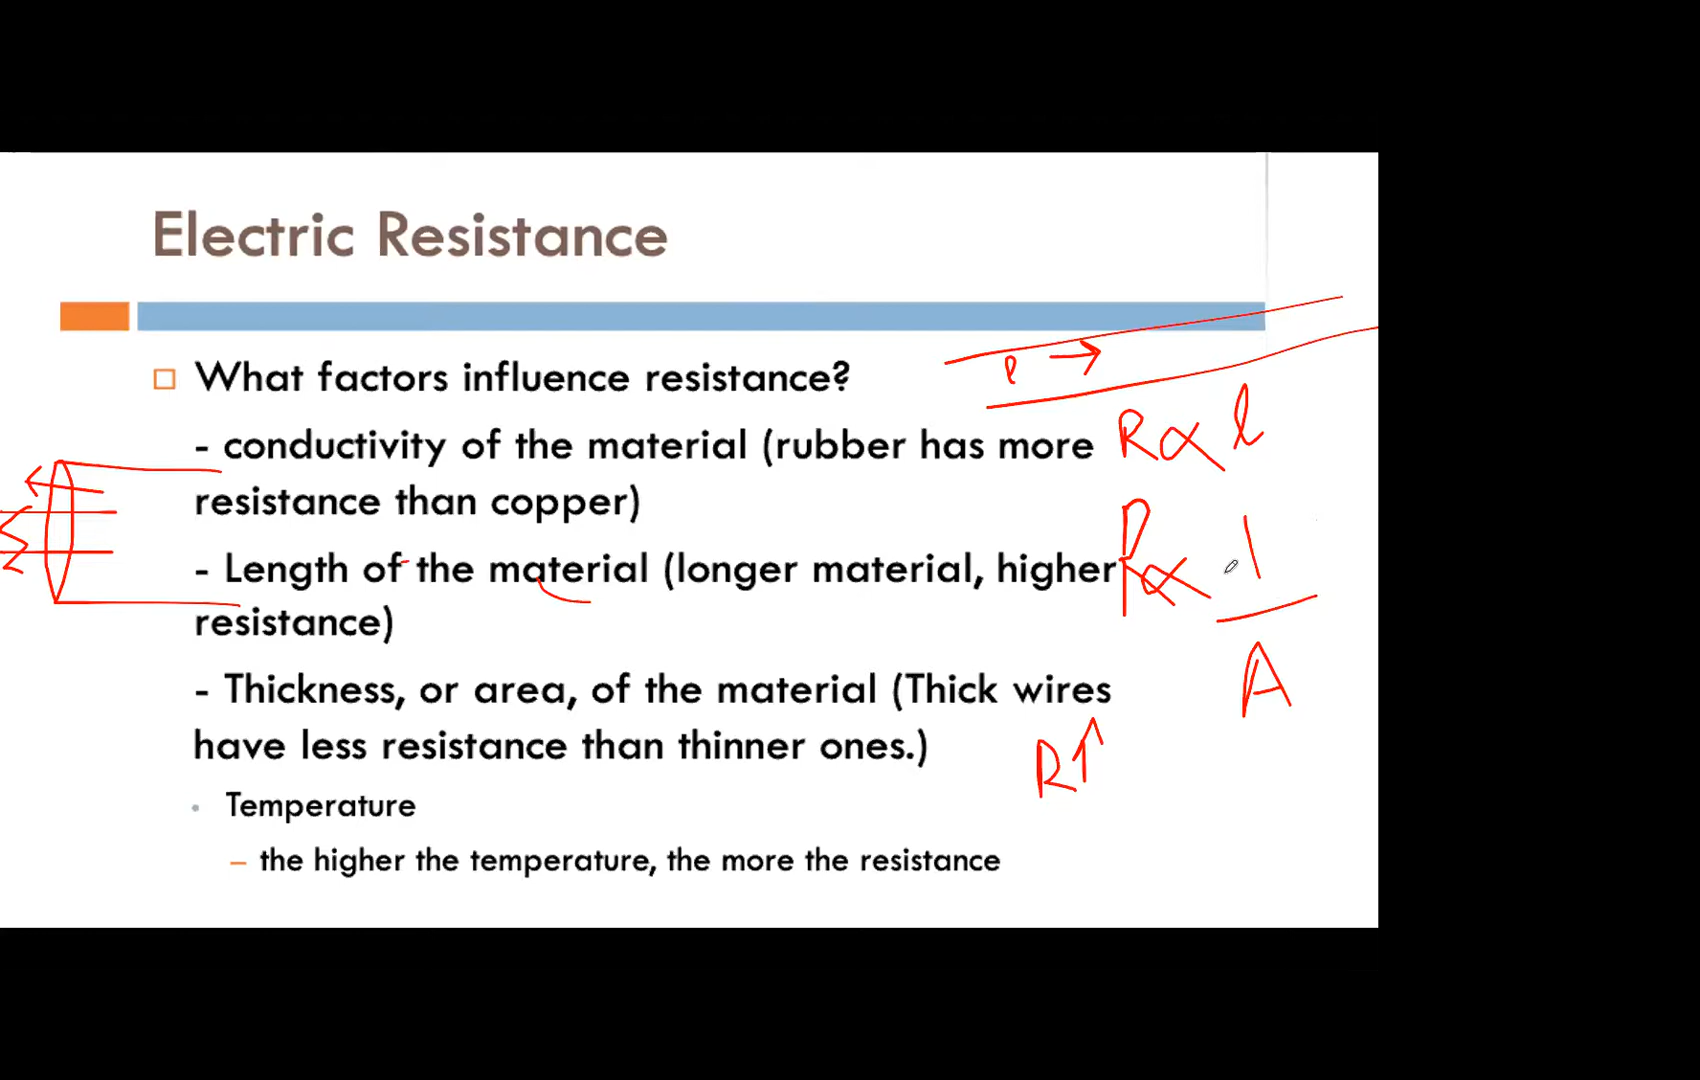 Electric Resistance
What factors influence resistance?
e →
- conductivity of the material (rubber has more
R ∝ l
resistance than copper)
- Length of the material (longer material, higher
R ∝ 1/A
resistance)
- Thickness, or area, of the material (Thick wires
have less resistance than thinner ones.)
R↑
• Temperature
– the higher the temperature, the more the resistance